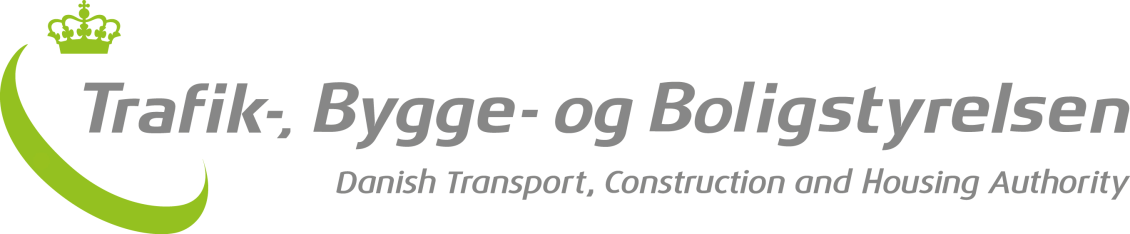 Trafik-, Bygge- og Boligstyrelsen
Danish Transport, Construction and Housing Authority